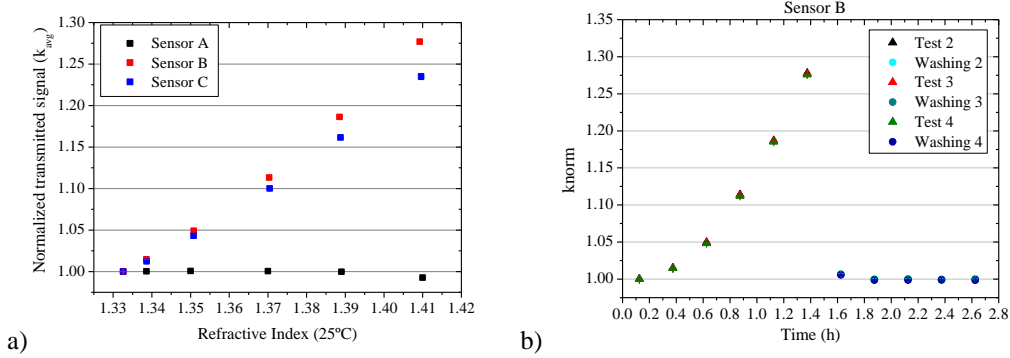 a)
Normalized transmitted signal (k_avg)
1.30
1.25
1.20
1.15
1.10
1.05
1.00
Sensor A
Sensor B
Sensor C
1.33 1.34 1.35 1.36 1.37 1.38 1.39 1.40 1.41 1.42
Refractive Index (25ºC)
b)
Sensor B
knorm
1.30
1.25
1.20
1.15
1.10
1.05
1.00
Test 2
Washing 2
Test 3
Washing 3
Test 4
Washing 4
0.0 0.2 0.4 0.6 0.8 1.0 1.2 1.4 1.6 1.8 2.0 2.2 2.4 2.6 2.8
Time (h)